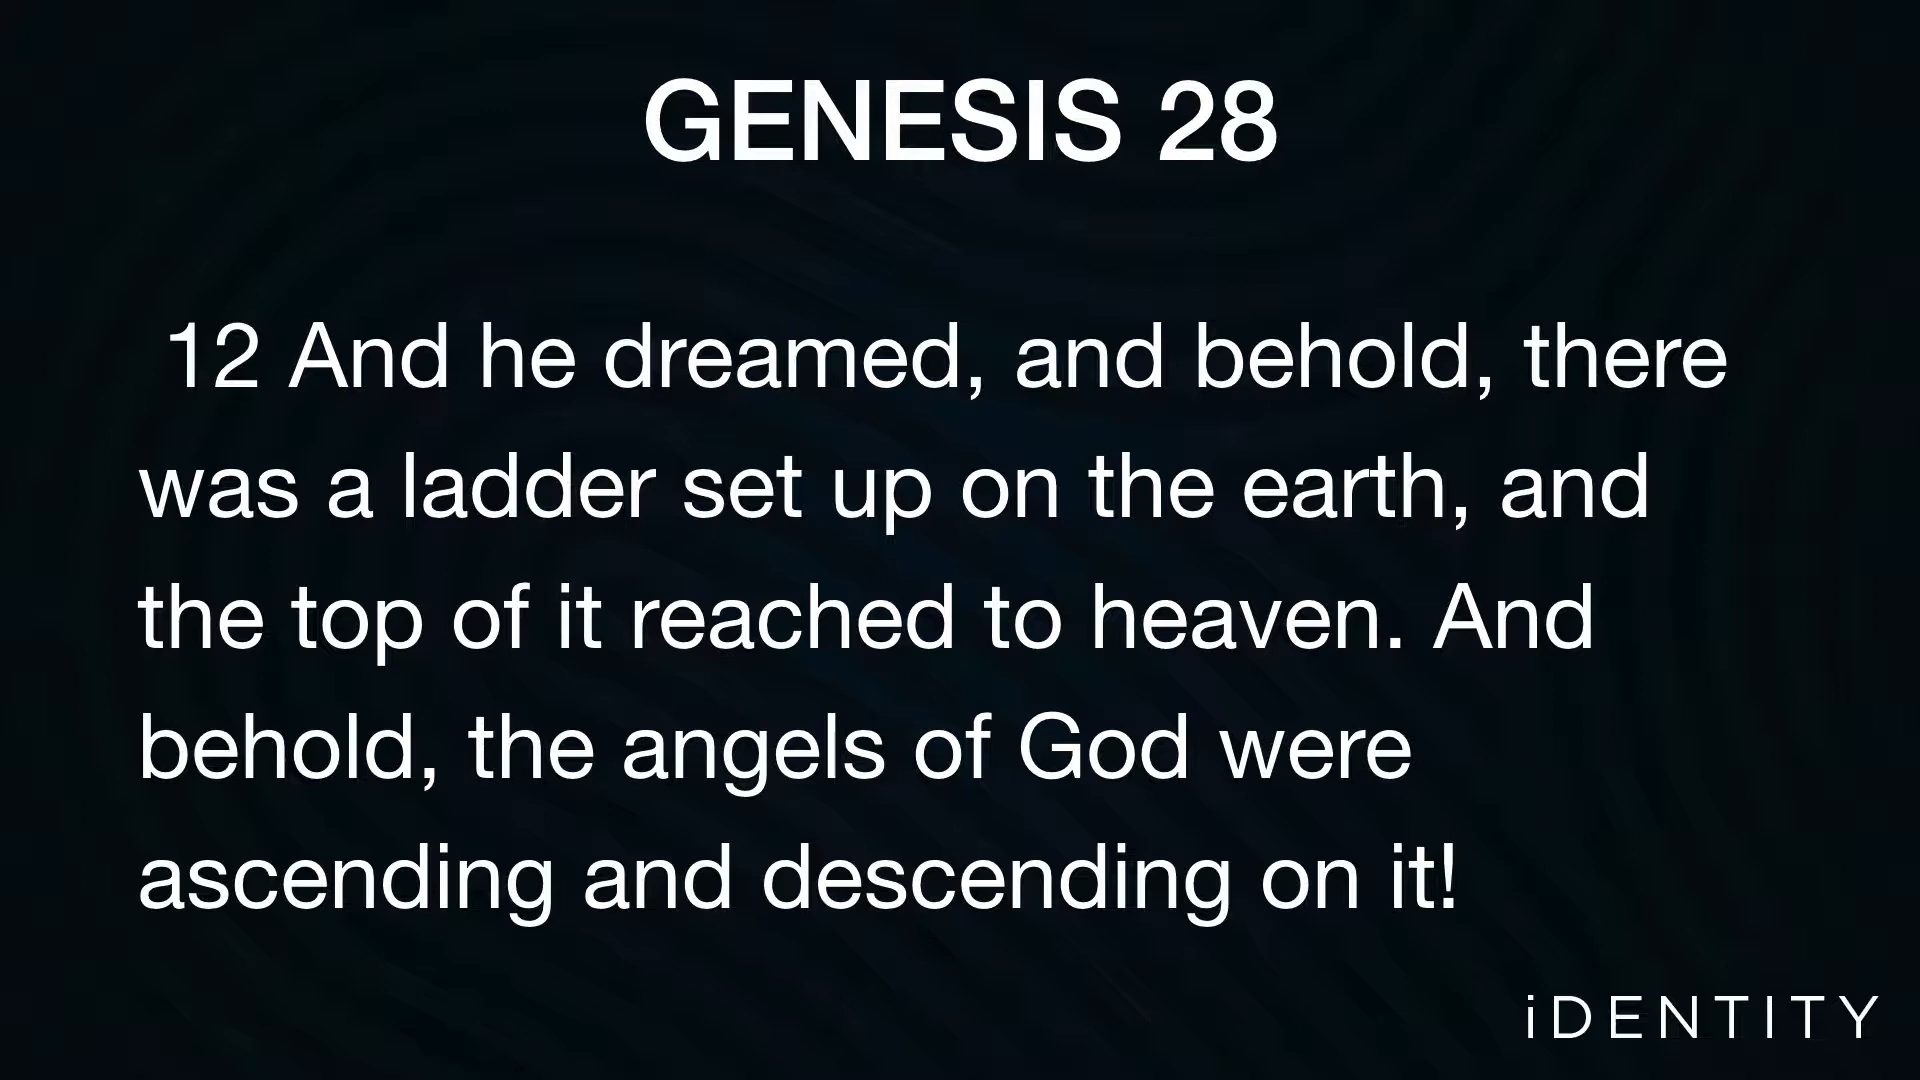 GENESIS 28
12 And he dreamed, and behold, there
was a ladder set up on the earth, and
the top of it reached to heaven. And
behold, the angels of God were
ascending and descending on it!
iDENTITY